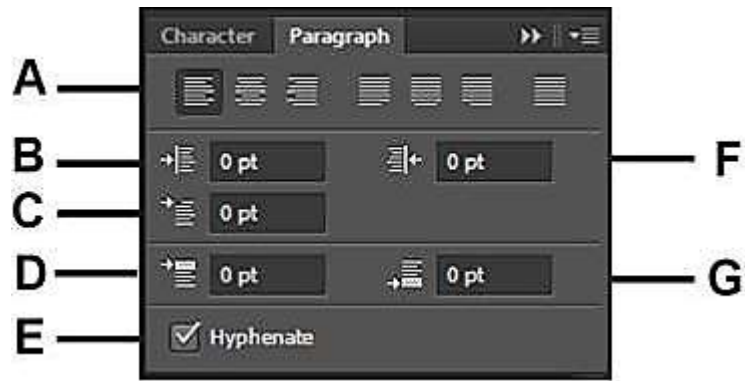 Character Paragraph
A
B 0 pt 0 pt F
C 0 pt
D 0 pt 0 pt G
E Hyphenate